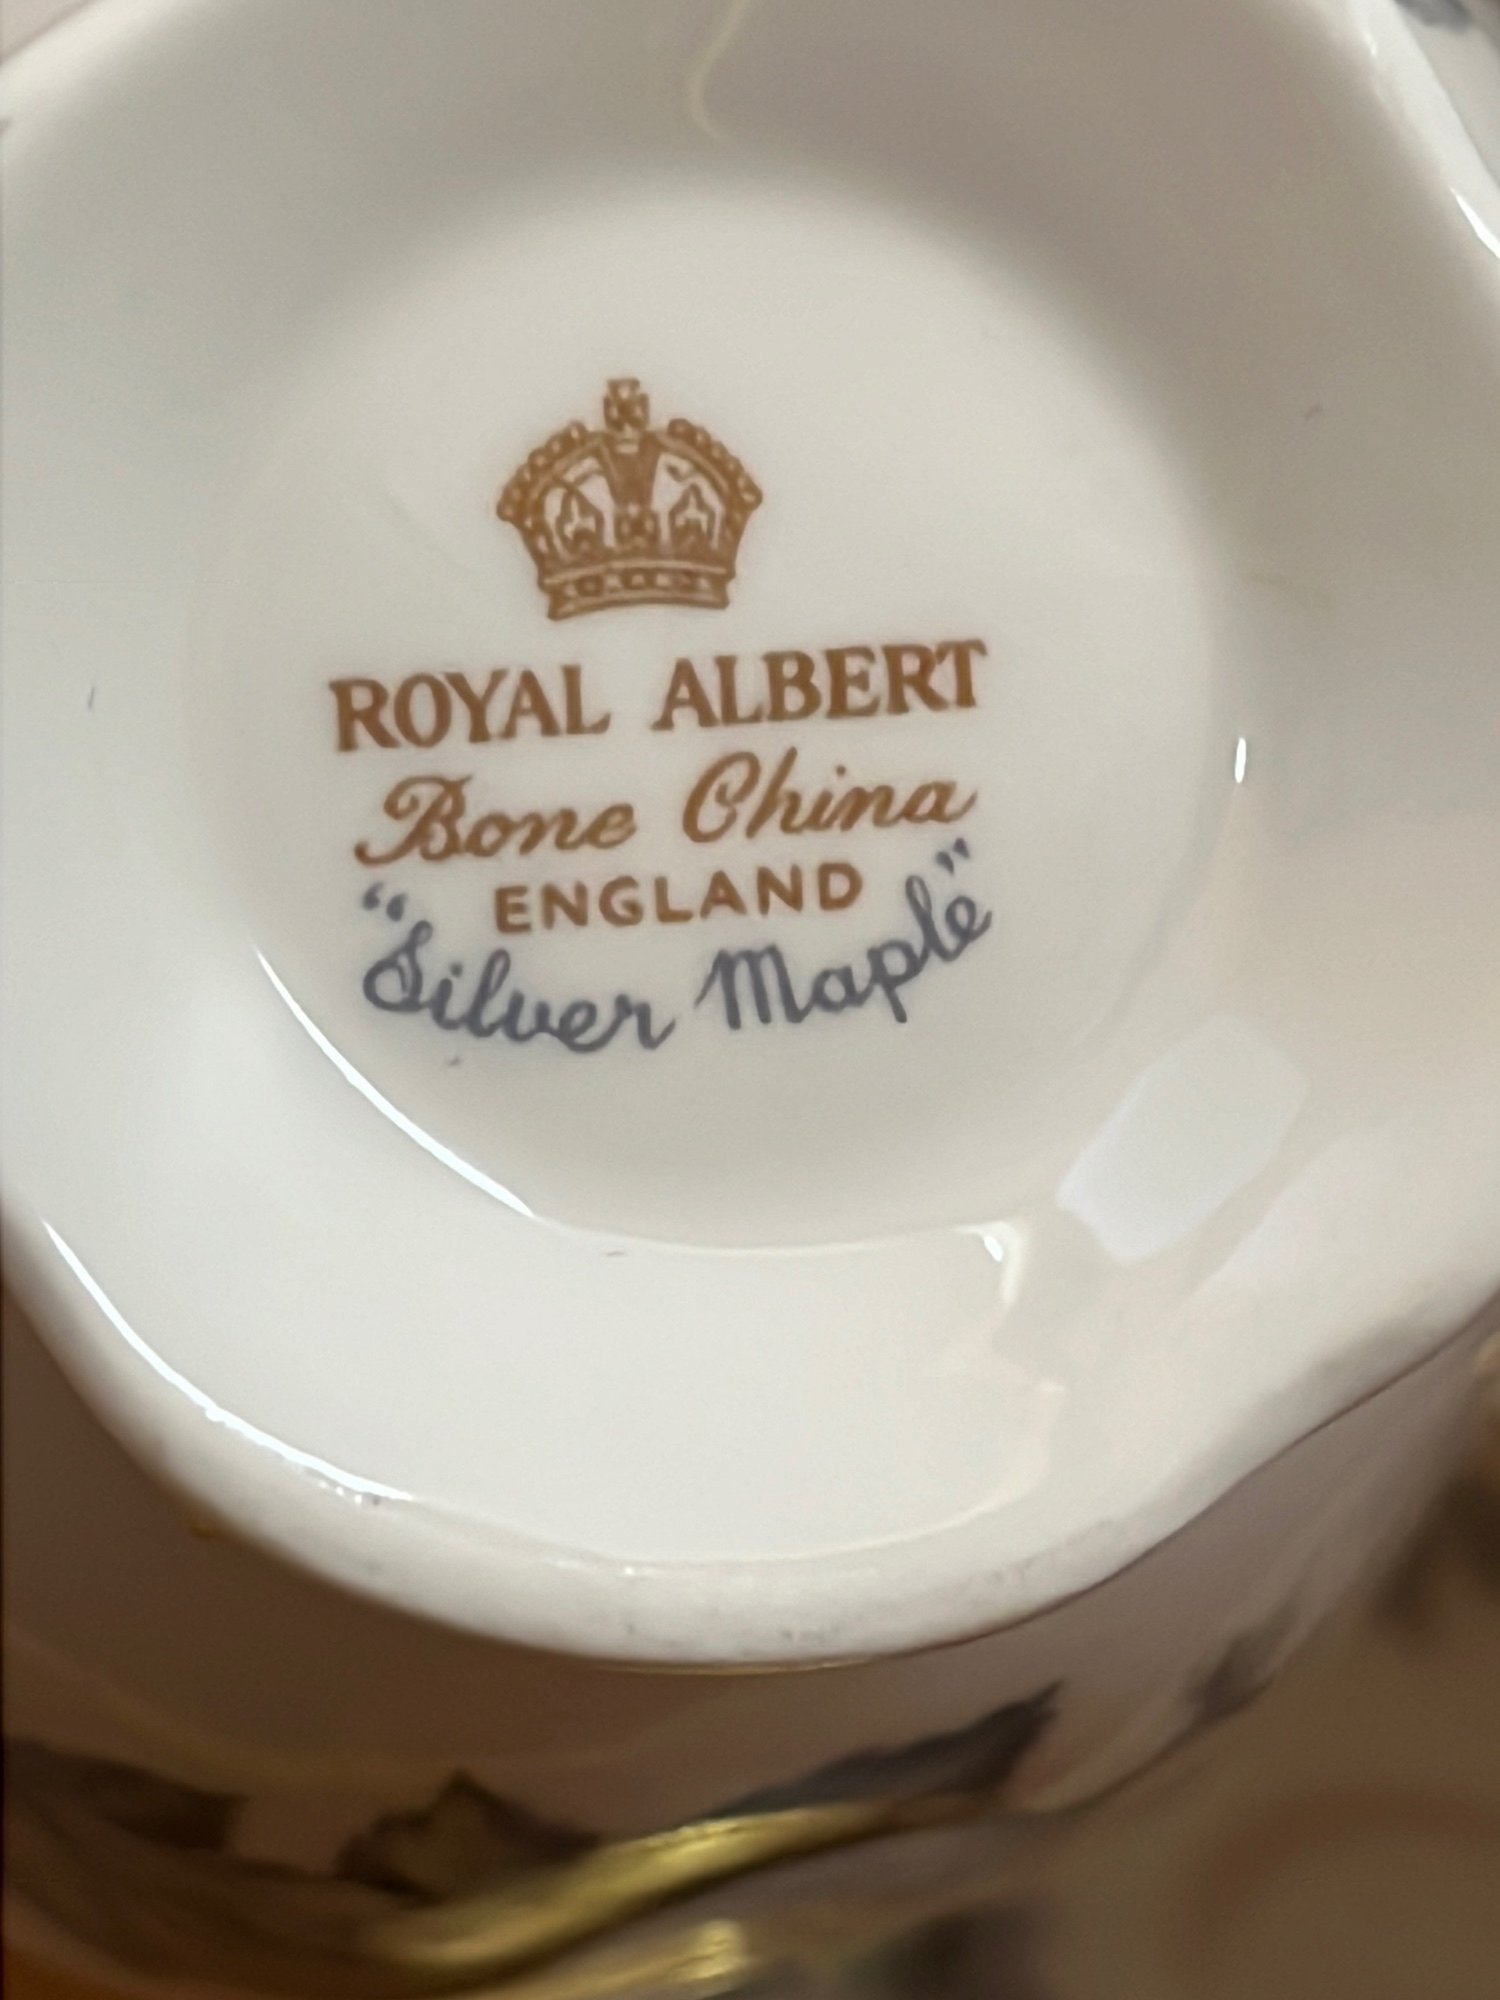 ROYAL ALBERT
Bone China
ENGLAND
"Silver Maple"